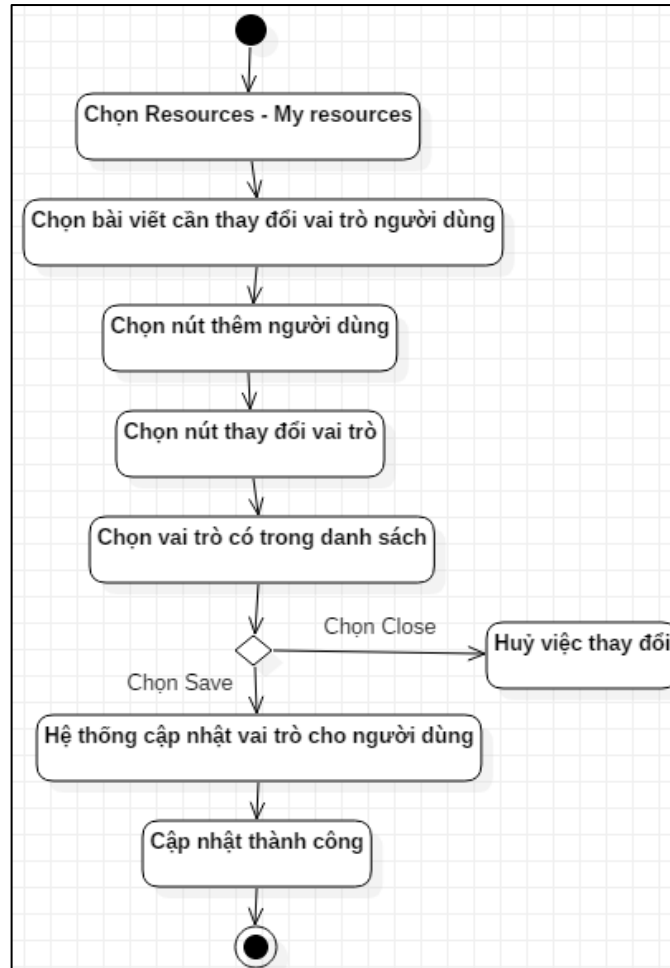 Chọn Resources - My resources
Chọn bài viết cần thay đổi vai trò người dùng
Chọn nút thêm người dùng
Chọn nút thay đổi vai trò
Chọn vai trò có trong danh sách
Chọn Close
Huỷ việc thay đổi
Chọn Save
Hệ thống cập nhật vai trò cho người dùng
Cập nhật thành công